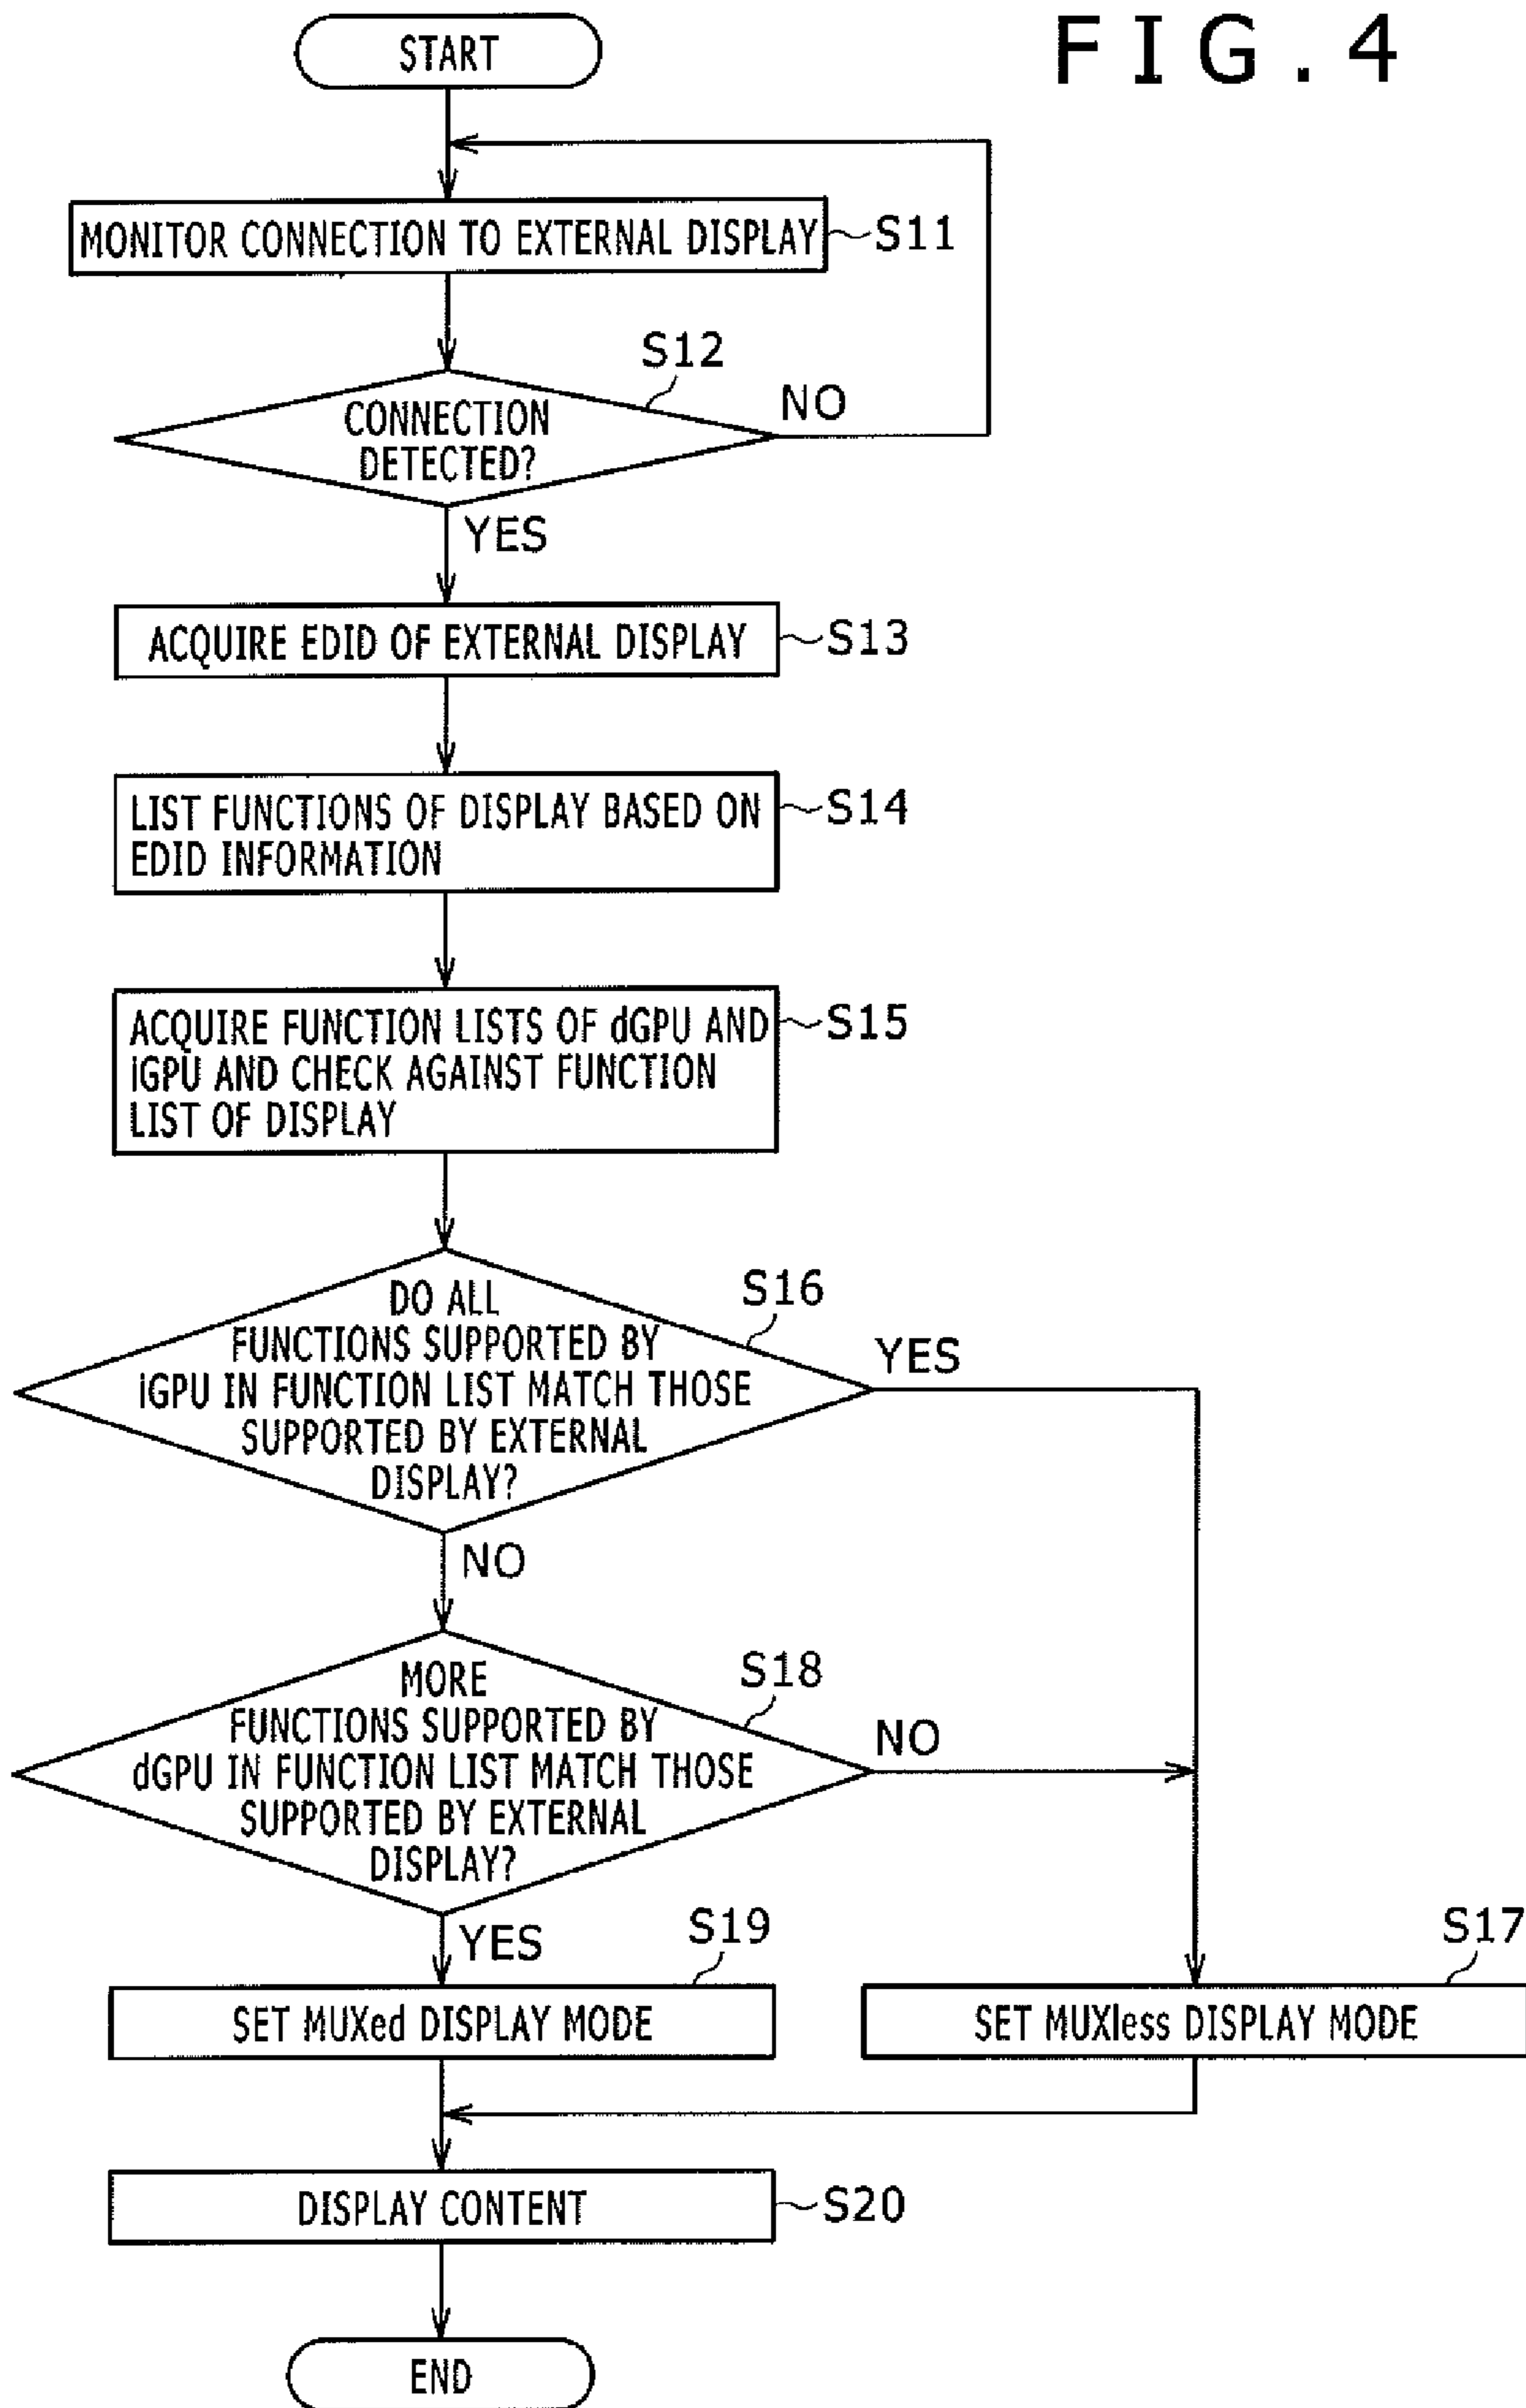 FIG.4
START
MONITOR CONNECTION TO EXTERNAL DISPLAY
S11
S12
CONNECTION
DETECTED?
NO
YES
ACQUIRE EDID OF EXTERNAL DISPLAY
S13
LIST FUNCTIONS OF DISPLAY BASED ON
EDID INFORMATION
S14
ACQUIRE FUNCTION LISTS OF dGPU AND
iGPU AND CHECK AGAINST FUNCTION
LIST OF DISPLAY
S15
S16
DO ALL
FUNCTIONS SUPPORTED BY
iGPU IN FUNCTION LIST MATCH THOSE
SUPPORTED BY EXTERNAL
DISPLAY?
YES
NO
S18
MORE
FUNCTIONS SUPPORTED BY
dGPU IN FUNCTION LIST MATCH THOSE
SUPPORTED BY EXTERNAL
DISPLAY?
NO
YES
S19
SET MUXed DISPLAY MODE
S17
SET MUXless DISPLAY MODE
DISPLAY CONTENT
S20
END